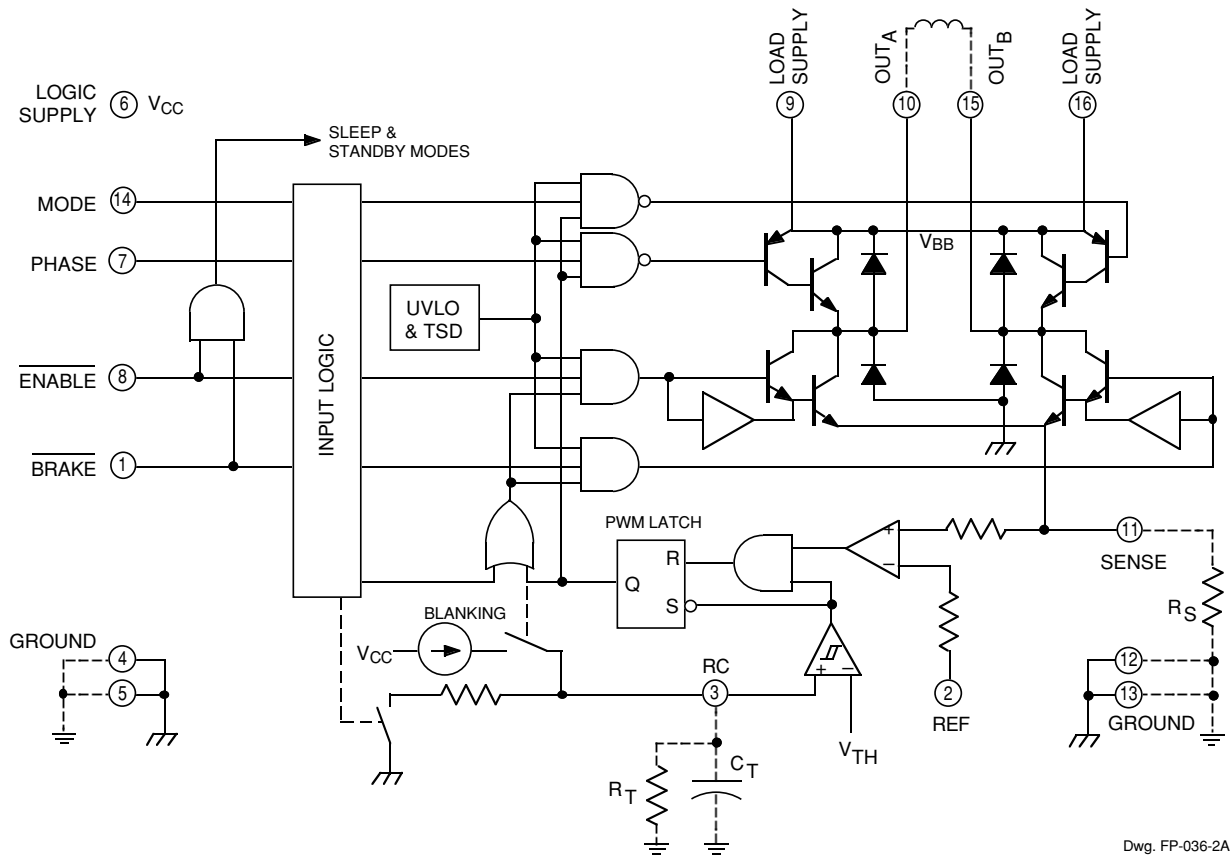 LOAD
SUPPLY
9
OUTA
10
OUTB
15
LOAD
SUPPLY
16
LOGIC
SUPPLY
6
VCC
SLEEP &
STANDBY MODES
MODE
14
PHASE
7
VBB
UVLO
& TSD
INPUT LOGIC
ENABLE
8
BRAKE
1
PWM LATCH
Q
R
S
+
−
11
SENSE
RS
BLANKING
VCC
GROUND
4
5
RC
3
+ −
VTH
2
REF
12
13
GROUND
RT
CT
Dwg. FP-036-2A